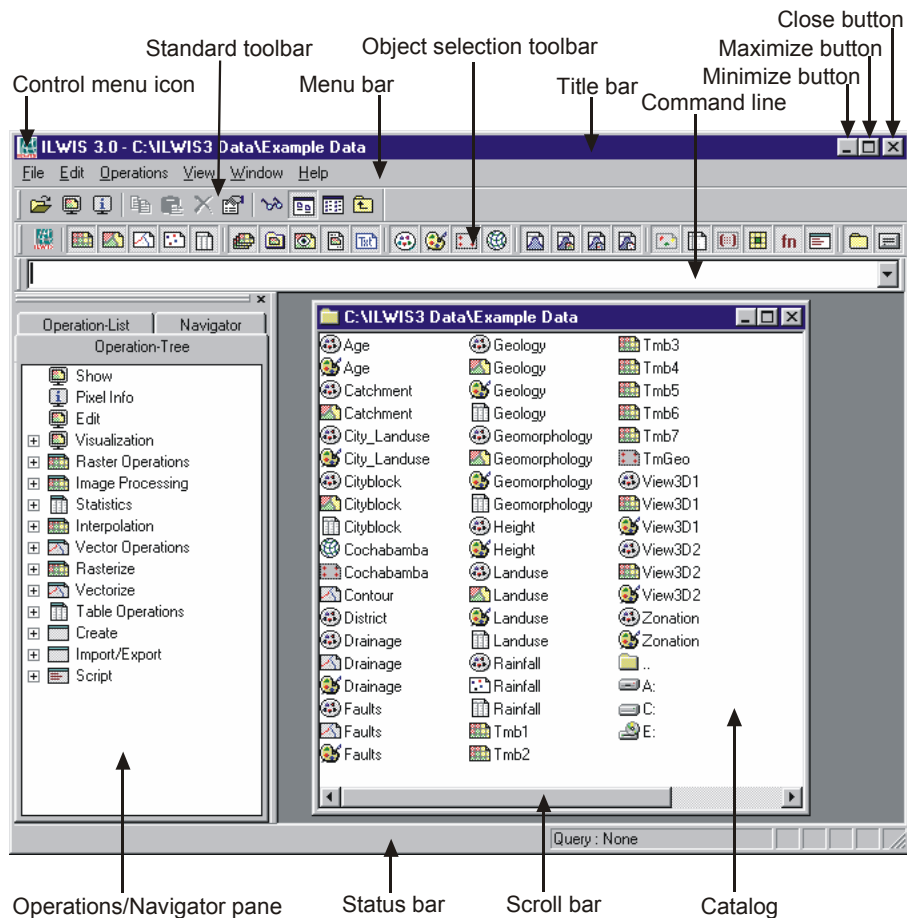 Close button
Standard toolbar Object selection toolbar Maximize button
Control menu icon Menu bar Title bar Minimize button
Command line
ILWIS 3.0 - C:\ILWIS3 Data\Example Data
File Edit Operations View Window Help
Operation-List Navigator
Operation-Tree
Show
Pixel Info
Edit
Visualization
Raster Operations
Image Processing
Statistics
Interpolation
Vector Operations
Rasterize
Vectorize
Table Operations
Create
Import/Export
Script
C:\ILWIS3 Data\Example Data
Age
Age
Catchment
Catchment
City_Landuse
City_Landuse
Cityblock
Cityblock
Cityblock
Cochabamba
Cochabamba
Contour
District
Drainage
Drainage
Drainage
Faults
Faults
Faults
Geology
Geology
Geology
Geology
Geomorphology
Geomorphology
Geomorphology
Geomorphology
Height
Height
Landuse
Landuse
Landuse
Landuse
Rainfall
Rainfall
Rainfall
Tmb1
Tmb2
Tmb3
Tmb4
Tmb5
Tmb6
Tmb7
TmGeo
View3D1
View3D1
View3D1
View3D2
View3D2
View3D2
Zonation
Zonation
..
A:
C:
E:
Query : None
Operations/Navigator pane Status bar Scroll bar Catalog